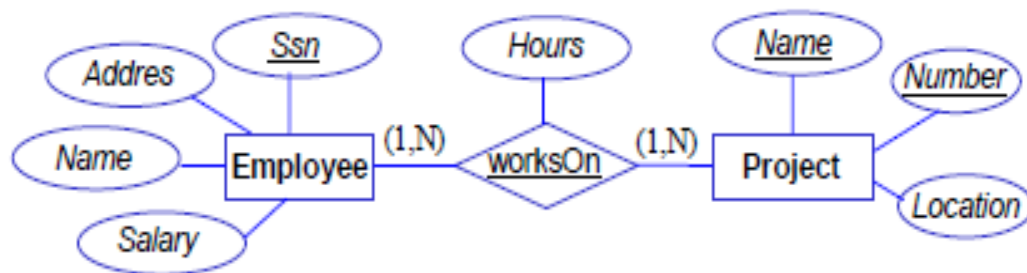 Ssn
Hours
Name
Addres
Number
(1,N)
(1,N)
Name
Employee
worksOn
Project
Location
Salary